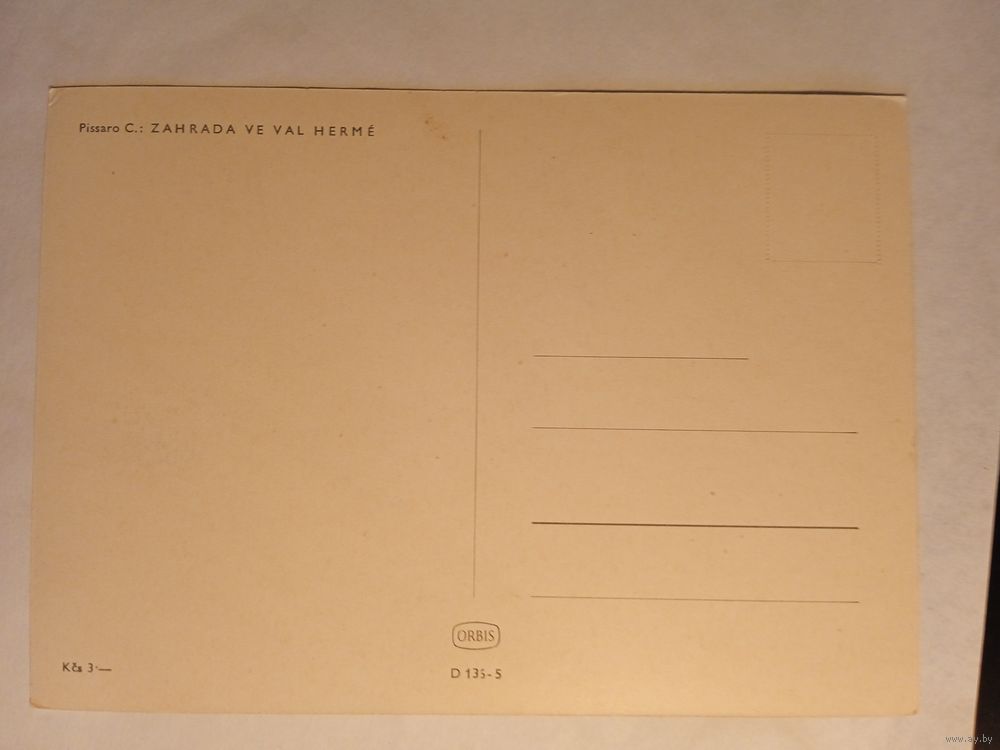 Pissaro C.: ZAHRADA VE VAL HERMÉ
ORBIS
Kčs 3·—
D 135-5
www.ay.by